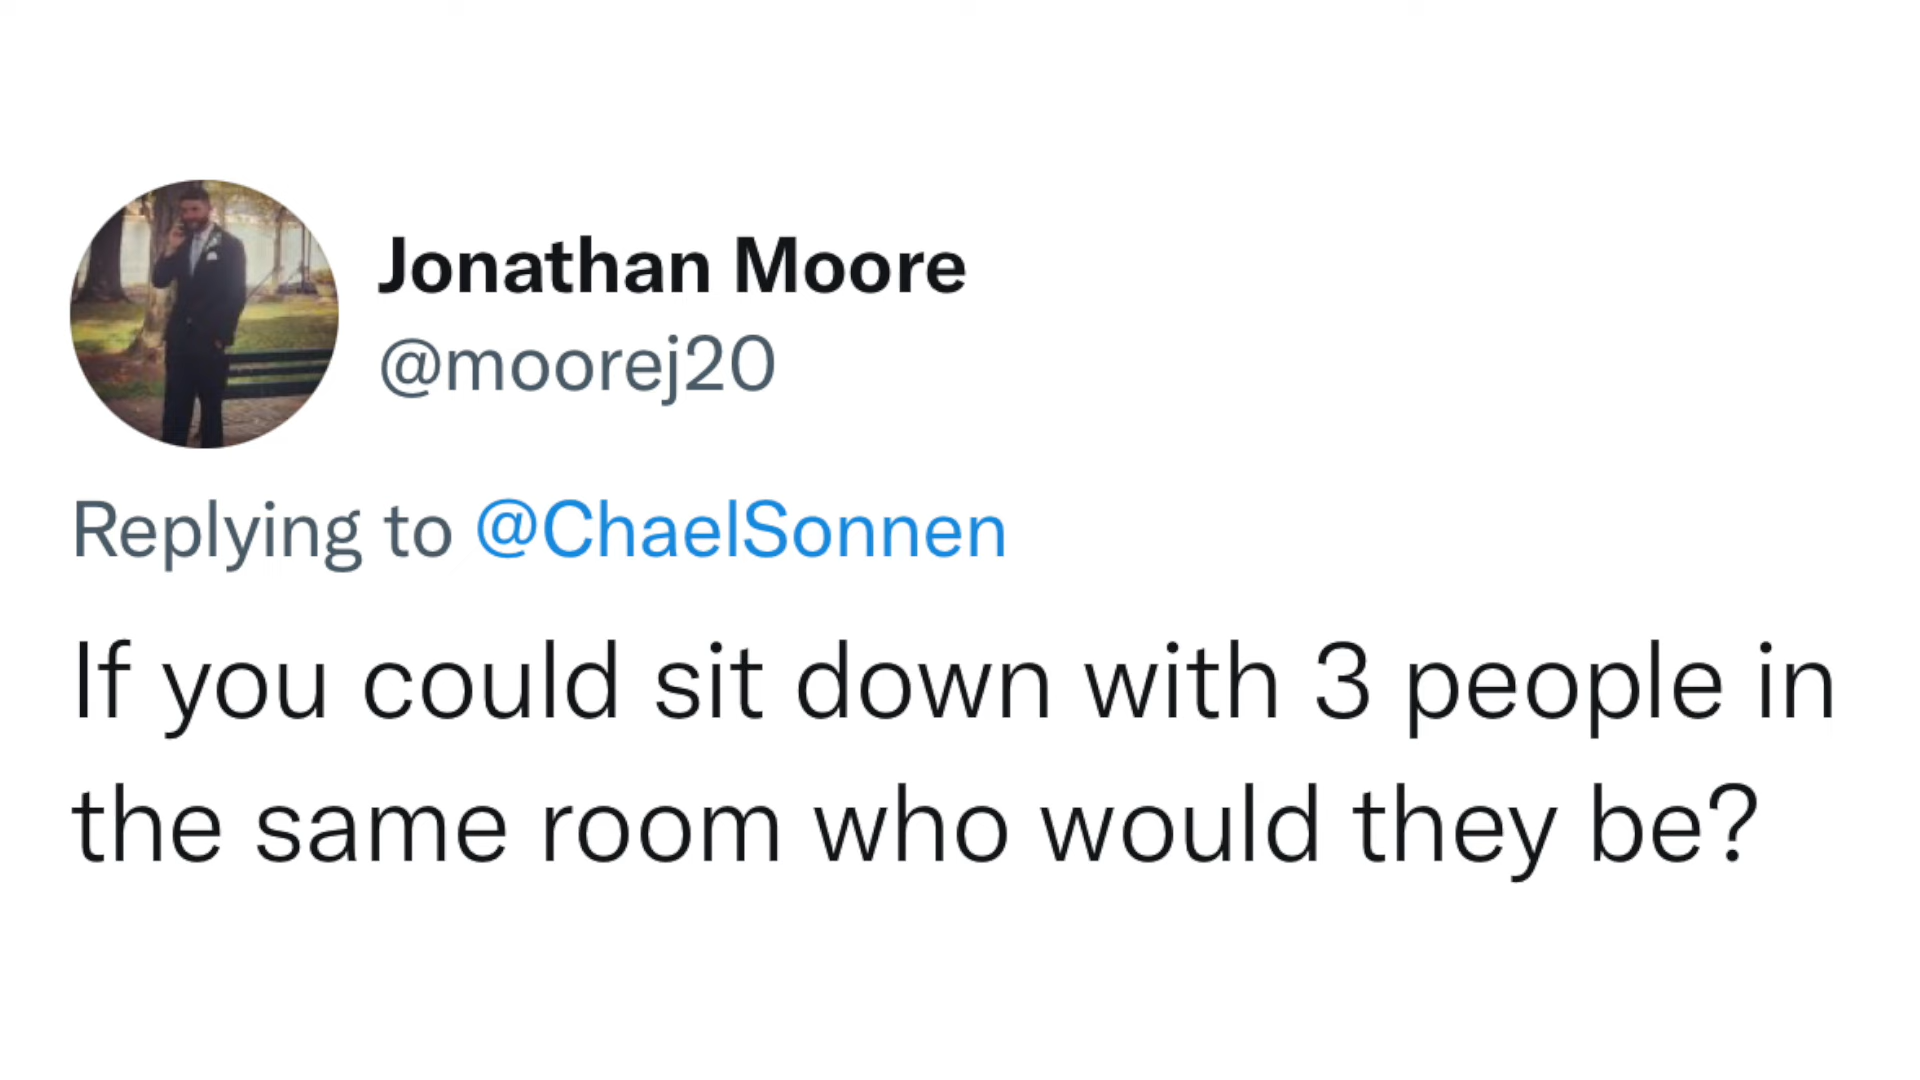 Jonathan Moore
@moorej20
Replying to @ChaelSonnen
If you could sit down with 3 people in
the same room who would they be?